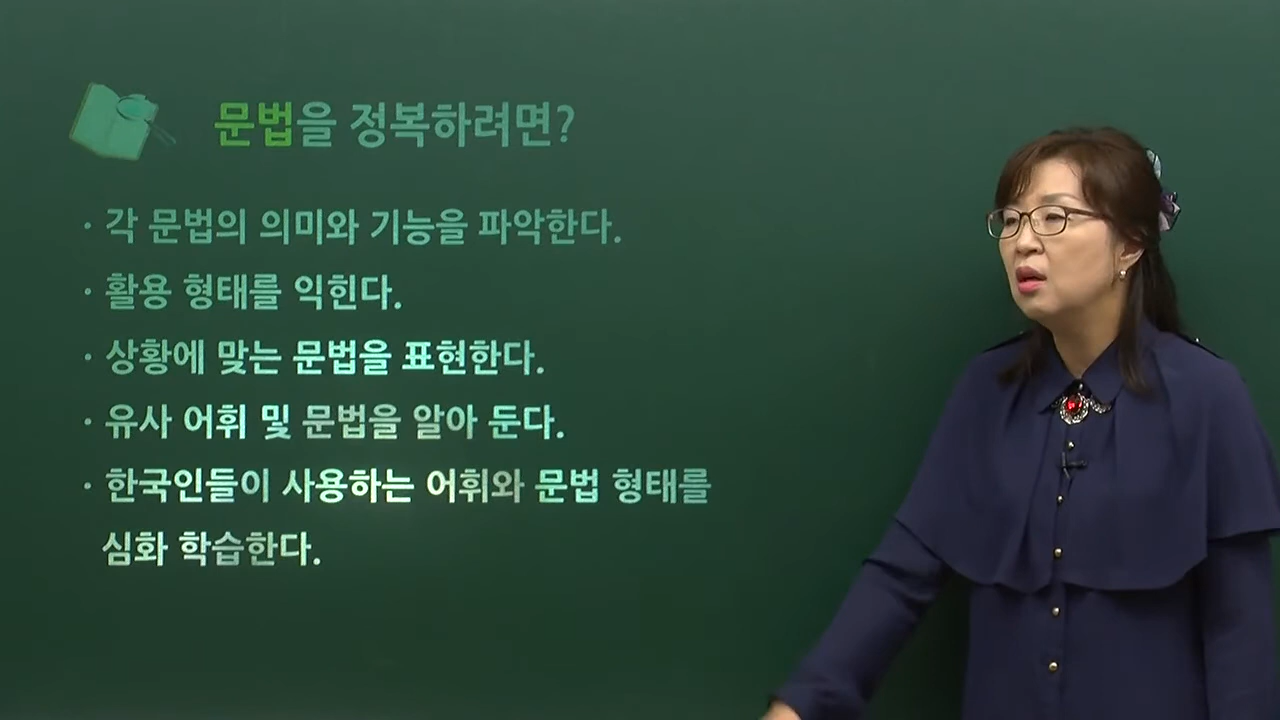 문법을 정복하려면?
· 각 문법의 의미와 기능을 파악한다.
· 활용 형태를 익힌다.
· 상황에 맞는 문법을 표현한다.
· 유사 어휘 및 문법을 알아 둔다.
· 한국인들이 사용하는 어휘와 문법 형태를
심화 학습한다.